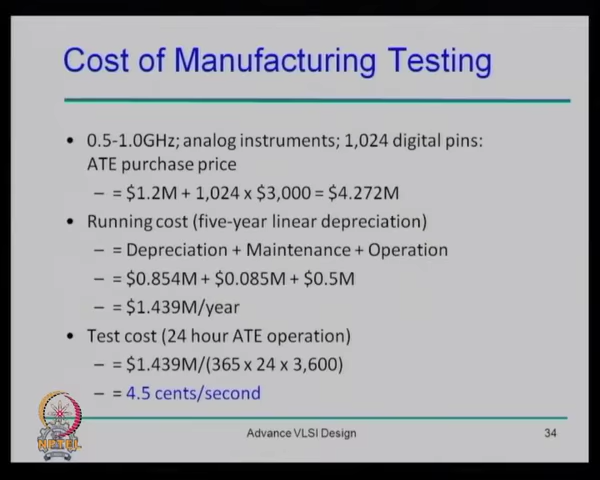 Cost of Manufacturing Testing
• 0.5-1.0GHz; analog instruments; 1,024 digital pins:
ATE purchase price
– = $1.2M + 1,024 x $3,000 = $4.272M
• Running cost (five-year linear depreciation)
– = Depreciation + Maintenance + Operation
– = $0.854M + $0.085M + $0.5M
– = $1.439M/year
• Test cost (24 hour ATE operation)
– = $1.439M/(365 x 24 x 3,600)
– = 4.5 cents/second
NPTEL
Advance VLSI Design
34